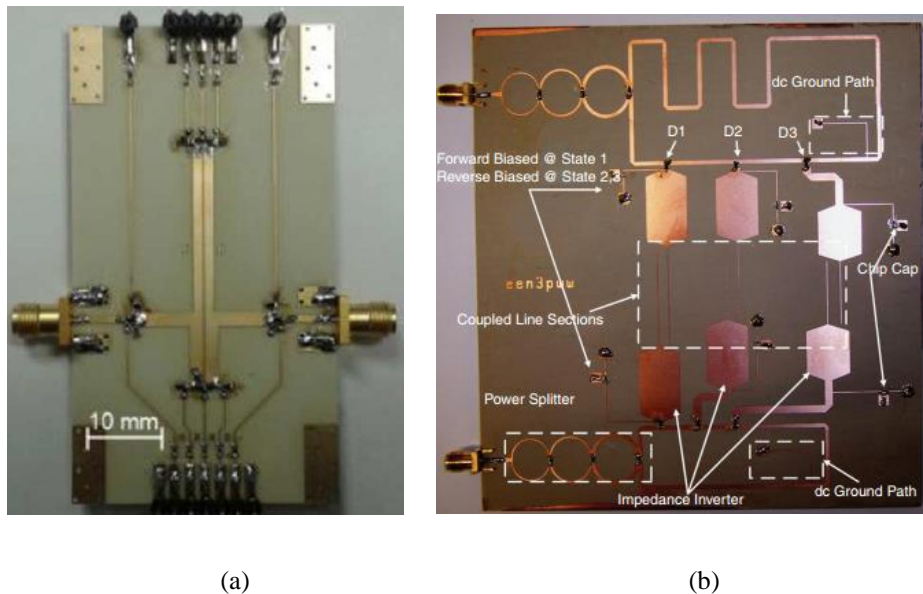 10 mm
dc Ground Path
D1
D2
D3
Forward Biased @ State 1
Reverse Biased @ State 2,3
Chip Cap
Coupled Line Sections
Power Splitter
Impedance Inverter
dc Ground Path
(a)
(b)